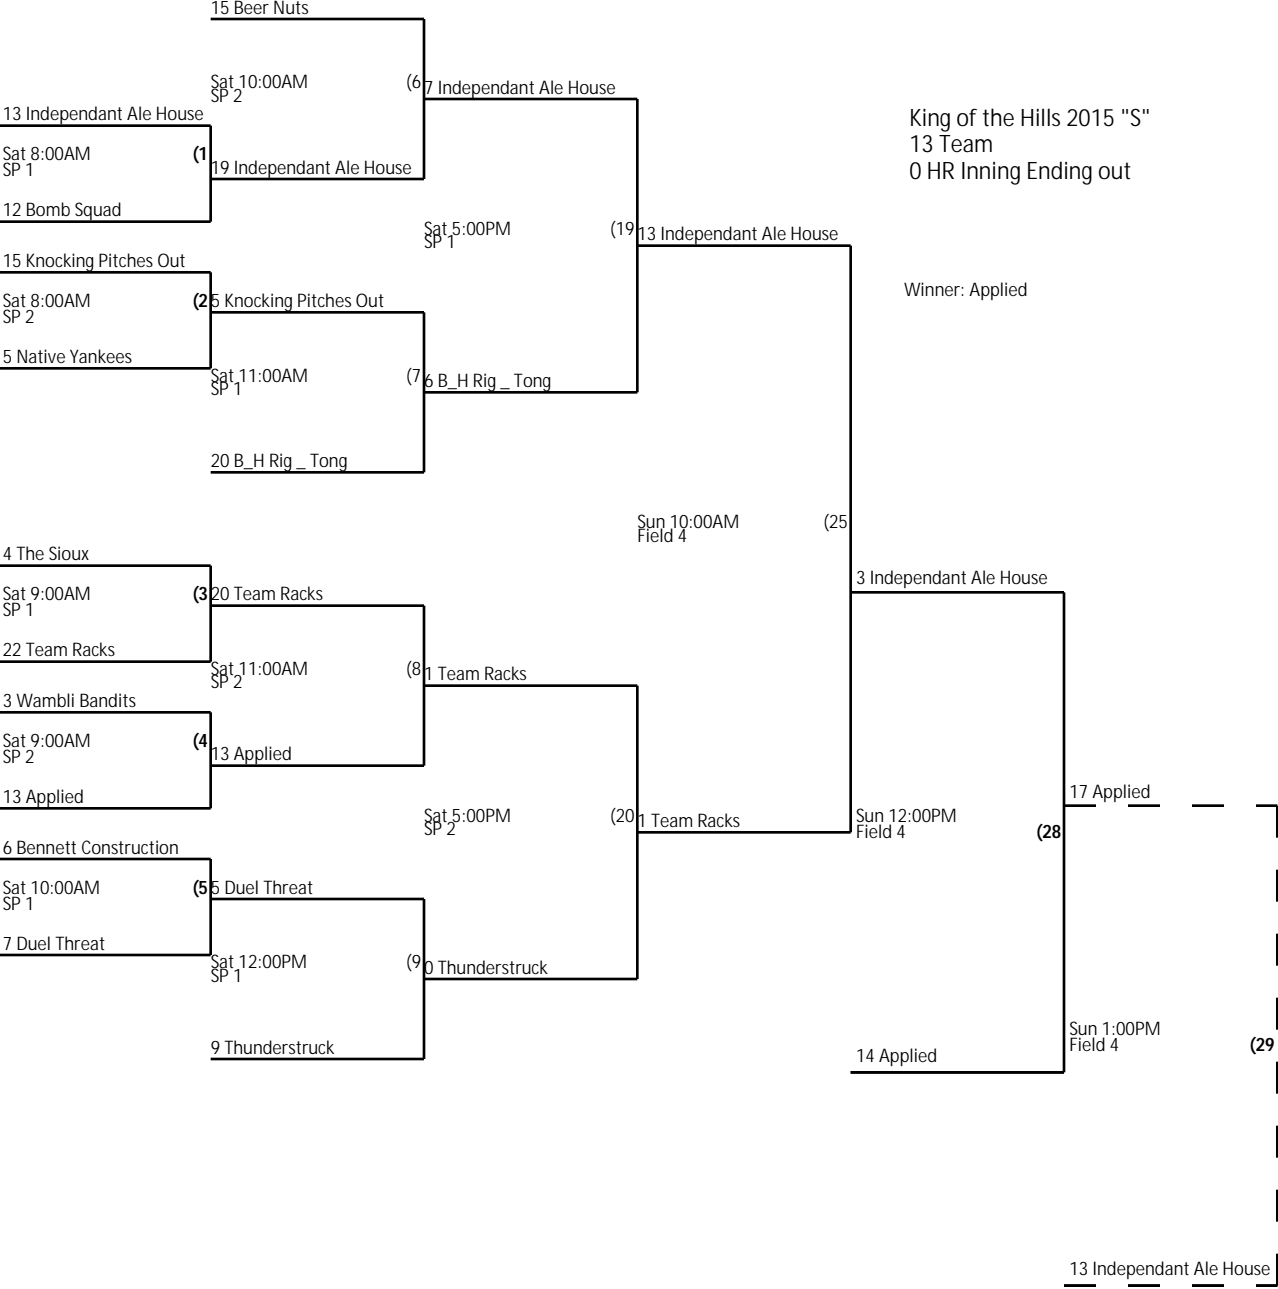 15 Beer Nuts
Sat 10:00AM (6
SP 2
7 Independant Ale House
13 Independant Ale House
Sat 8:00AM (1
SP 1
19 Independant Ale House
12 Bomb Squad
King of the Hills 2015 "S"
13 Team
0 HR Inning Ending out
Sat 5:00PM (19
SP 1
13 Independant Ale House
15 Knocking Pitches Out
Sat 8:00AM (2
SP 2
5 Knocking Pitches Out
5 Native Yankees
Winner: Applied
Sat 11:00AM (7
SP 1
6 B_H Rig _ Tong
20 B_H Rig _ Tong
Sun 10:00AM (25
Field 4
4 The Sioux
Sat 9:00AM (3
SP 1
20 Team Racks
22 Team Racks
3 Independant Ale House
Sat 11:00AM (8
SP 2
1 Team Racks
3 Wambli Bandits
Sat 9:00AM (4
SP 2
13 Applied
13 Applied
Sat 5:00PM (20
SP 2
1 Team Racks
Sun 12:00PM
Field 4 (28
17 Applied
6 Bennett Construction
Sat 10:00AM (5
SP 1
5 Duel Threat
7 Duel Threat
Sat 12:00PM (9
SP 1
0 Thunderstruck
9 Thunderstruck
14 Applied
Sun 1:00PM
Field 4 (29
13 Independant Ale House